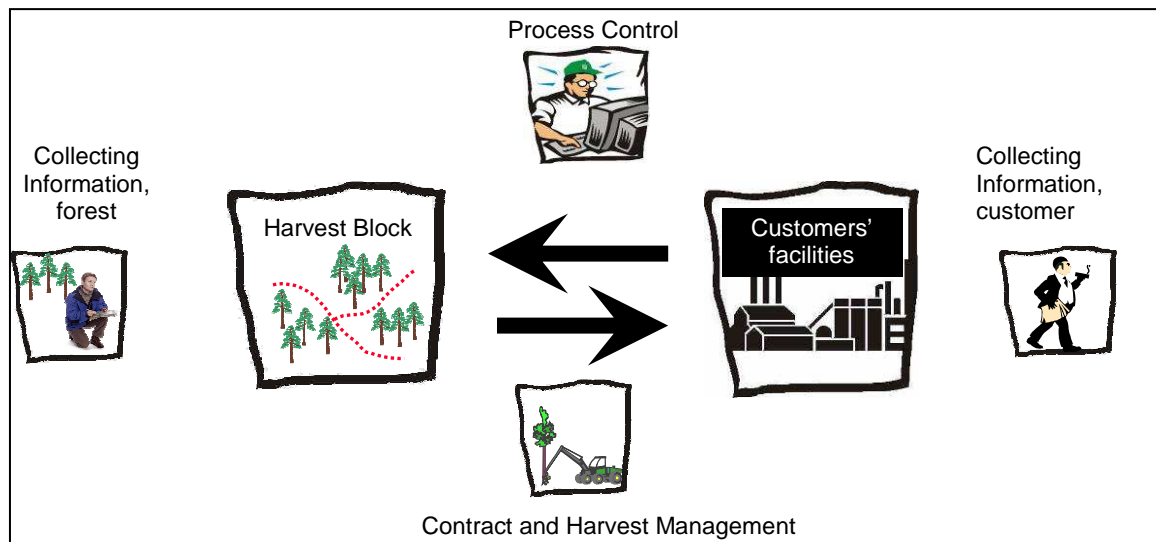 Process Control
Collecting
Information,
forest
Harvest Block
Customers’
facilities
Collecting
Information,
customer
Contract and Harvest Management